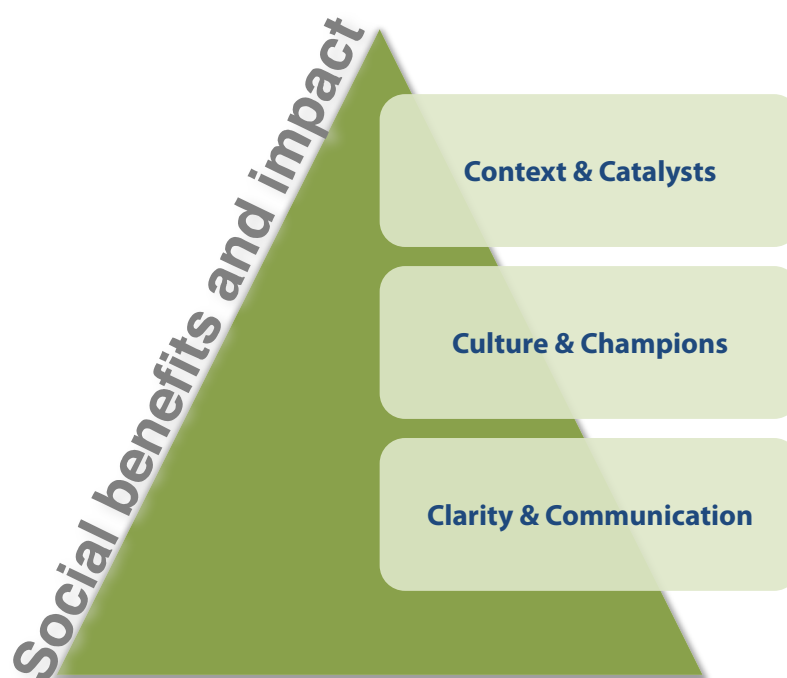 Social benefits and impact
Context & Catalysts
Culture & Champions
Clarity & Communication